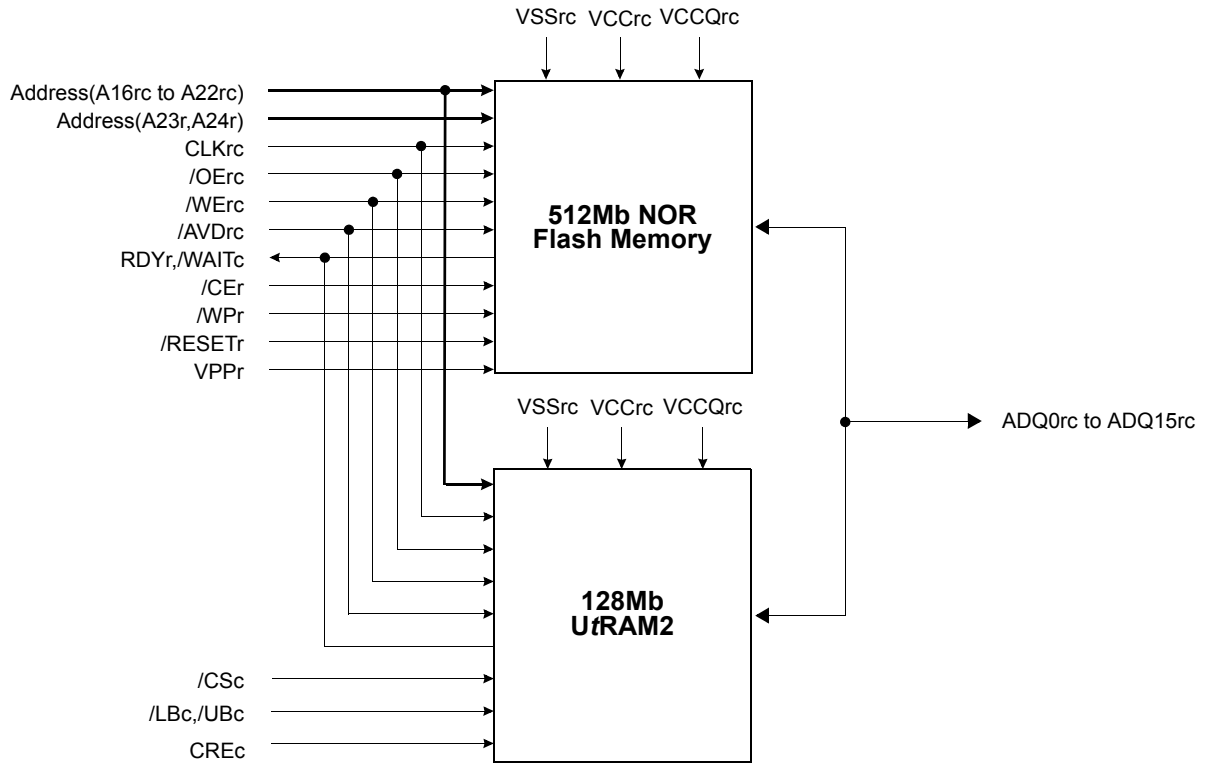 VSSrc VCCrc VCCQrc
Address(A16rc to A22rc)
Address(A23r,A24r)
CLKrc
/OErc
/WErc
/AVDrc
RDYr,/WAITc
/CEr
/WPr
/RESETr
VPPr
512Mb NOR
Flash Memory
VSSrc VCCrc VCCQrc
ADQ0rc to ADQ15rc
128Mb
UtRAM2
/CSc
/LBc,/UBc
CREc